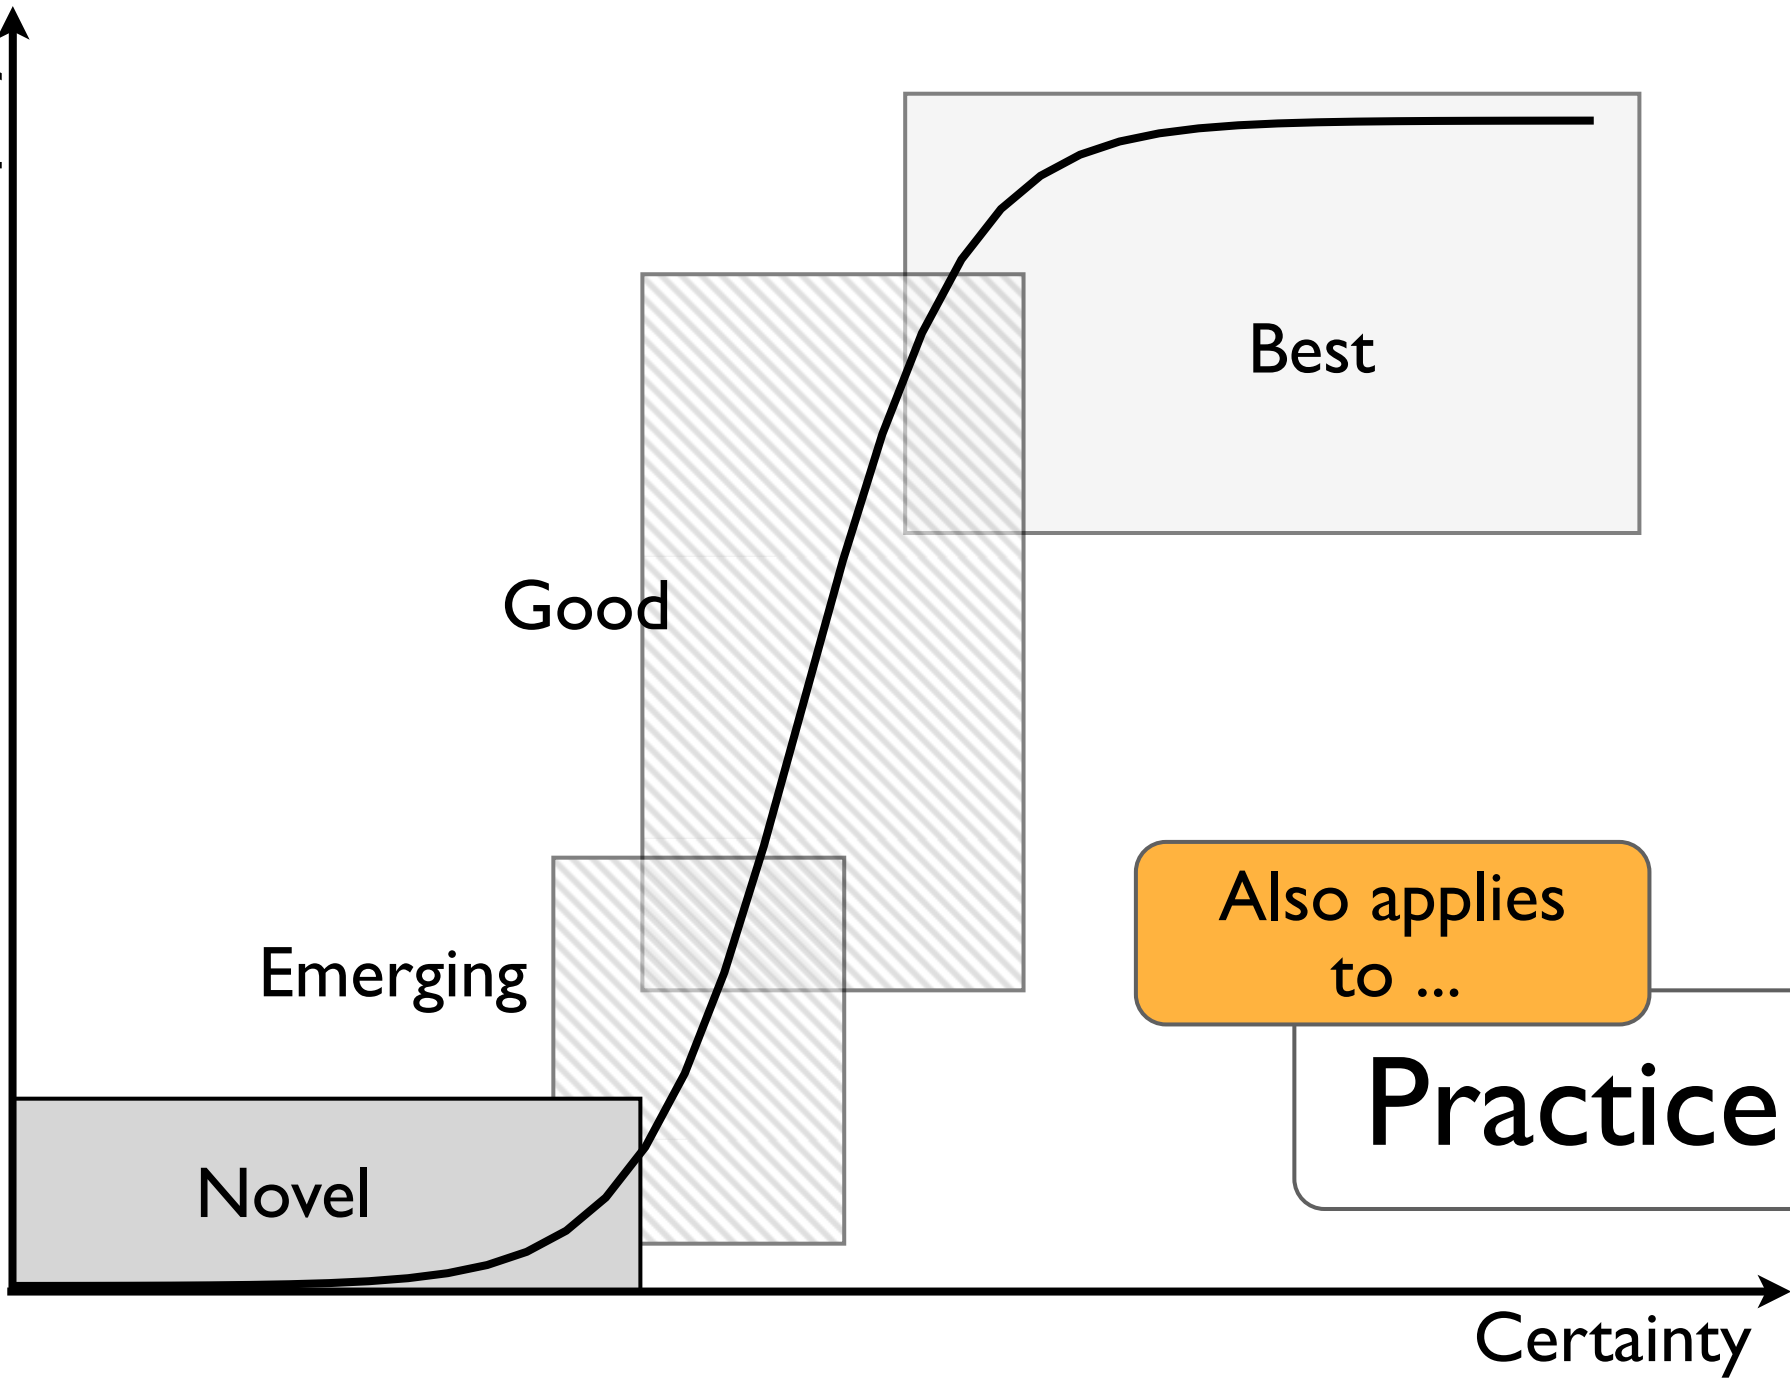 Best
Good
Also applies
to ...
Emerging
Practice
Novel
Certainty